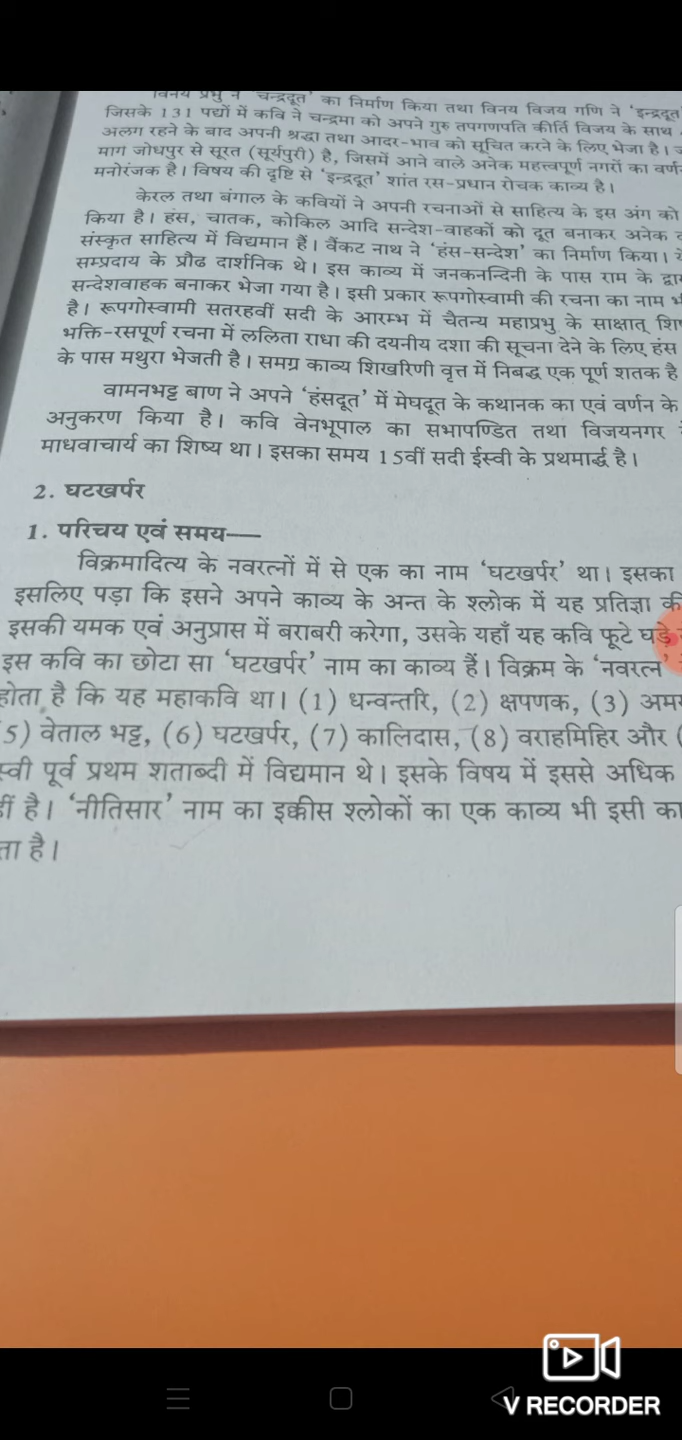 विनय प्रभु ने 'चन्द्रदूत' का निर्माण किया तथा विनय विजय गणि ने 'इन्द्रदूत'
जिसके 131 पद्यों में कवि ने चन्द्रमा को अपने गुरु तपगणपति कीर्ति विजय के साथ
अलग रहने के बाद अपनी श्रद्धा तथा आदर-भाव को सूचित करने के लिए भेजा है।
मार्ग जोधपुर से सूरत (सूर्यपुरी) है, जिसमें आने वाले अनेक महत्त्वपूर्ण नगरों का
मनोरंजक है। विषय की दृष्टि से 'इन्द्रदूत' शांत रस-प्रधान रोचक काव्य है।
केरल तथा बंगाल के कवियों ने अपनी रचनाओं से साहित्य के इस अंग को
किया है। हंस, चातक, कोकिल आदि सन्देश-वाहकों को दूत बनाकर अनेक
संस्कृत साहित्य में विद्यमान हैं। वैंकट नाथ ने 'हंस-सन्देश' का निर्माण किया।
सम्प्रदाय के प्रौढ दार्शनिक थे। इस काव्य में जनकनन्दिनी के पास राम के
सन्देशवाहक बनाकर भेजा गया है। इसी प्रकार रूपगोस्वामी की रचना का नाम
है। रूपगोस्वामी सतरहवीं सदी के आरम्भ में चैतन्य महाप्रभु के साक्षात्
भक्ति-रसपूर्ण रचना में ललिता राधा की दयनीय दशा की सूचना देने के लिए हंस
के पास मथुरा भेजती है। समग्र काव्य शिखरिणी वृत्त में निबद्ध एक पूर्ण शतक है
वामनभट्ट बाण ने अपने 'हंसदूत' में मेघदूत के कथानक का एवं वर्णन के
अनुकरण किया है। कवि वेनभूपाल का सभापण्डित तथा विजयनगर
माधवाचार्य का शिष्य था। इसका समय 15वीं सदी ईस्वी के प्रथमार्द्ध है।
2. घटखर्पर
1. परिचय एवं समय—
विक्रमादित्य के नवरत्नों में से एक का नाम 'घटखर्पर' था। इसका
इसलिए पड़ा कि इसने अपने काव्य के अन्त के श्लोक में यह प्रतिज्ञा की
इसकी यमक एवं अनुप्रास में बराबरी करेगा, उसके यहाँ यह कवि फूटे घड़े
इस कवि का छोटा सा 'घटखर्पर' नाम का काव्य हैं। विक्रम के 'नवरत्न'
होता है कि यह महाकवि था। (1) धन्वन्तरि, (2) क्षपणक, (3)
5) वेताल भट्ट, (6) घटखर्पर, (7) कालिदास, (8) वराहमिहिर और (
स्वी पूर्व प्रथम शताब्दी में विद्यमान थे। इसके विषय में इससे अधिक
है। 'नीतिसार' नाम का इक्कीस श्लोकों का एक काव्य भी इसी
ता है।
V RECORDER